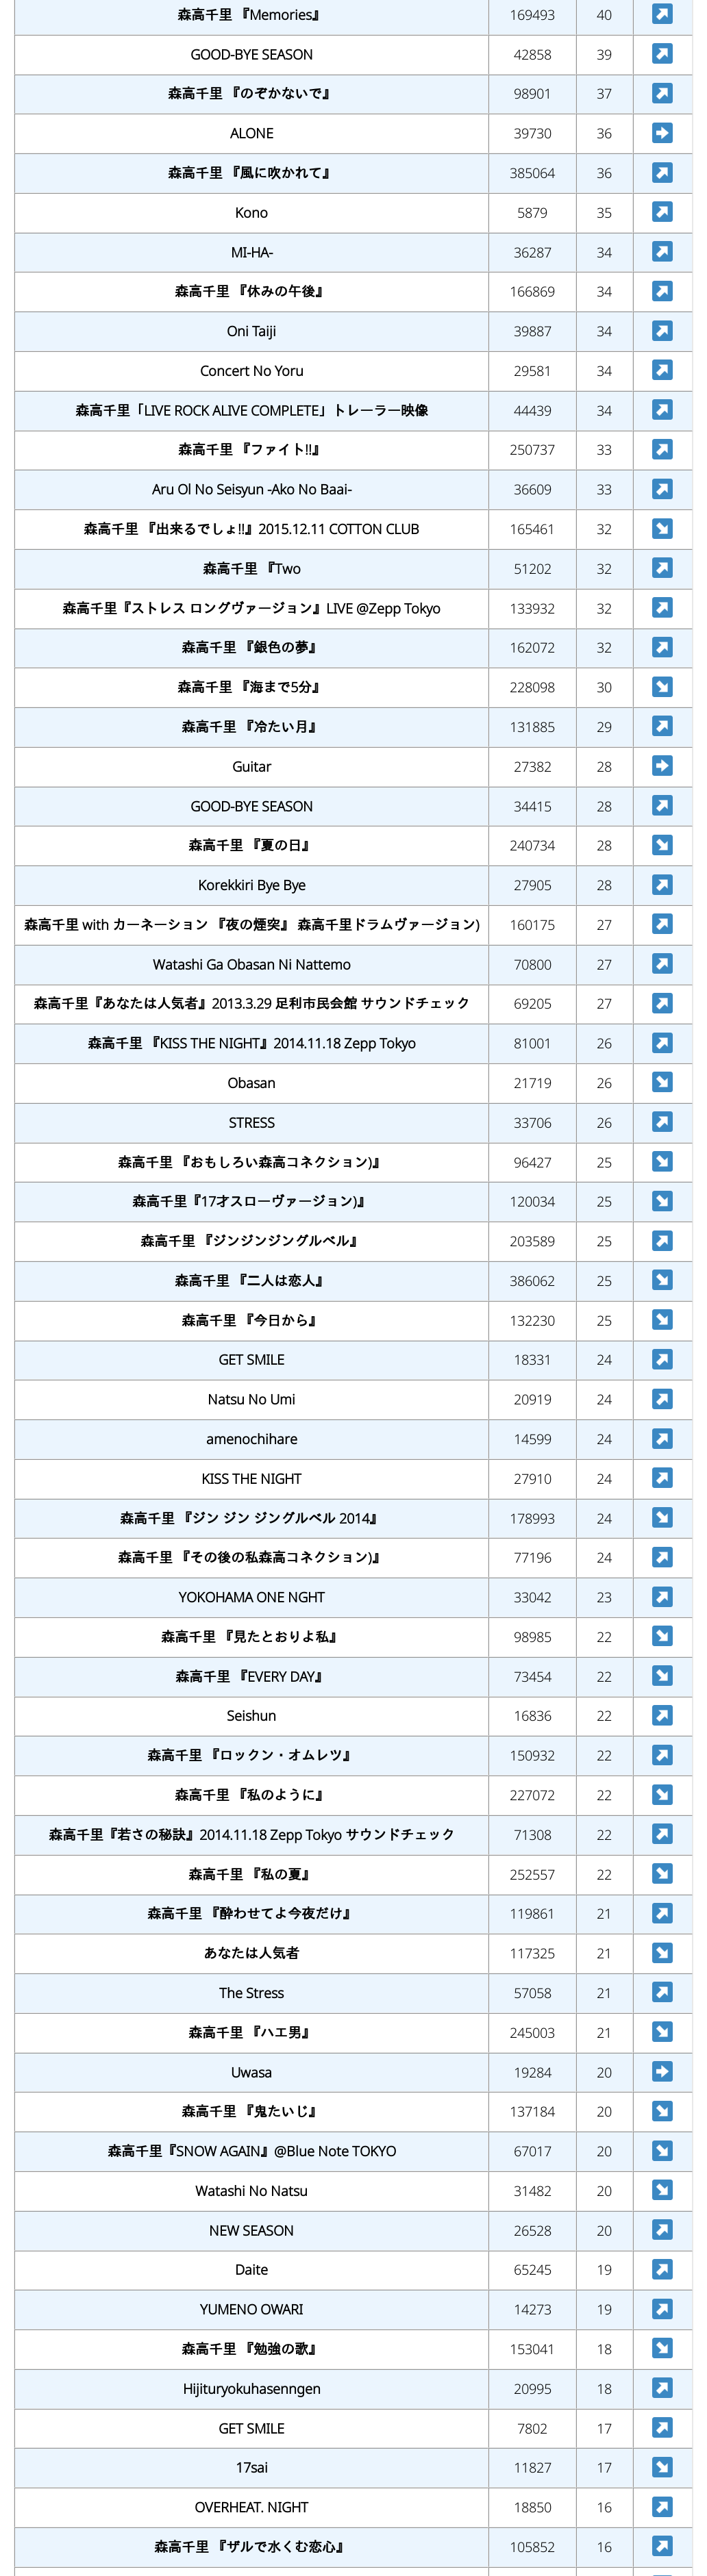 森高千里 『Memories』 169493 40
GOOD-BYE SEASON 42858 39
森高千里 『のぞかないで』 98901 37
ALONE 39730 36
森高千里 『風に吹かれて』 385064 36
Kono 5879 35
MI-HA- 36287 34
森高千里 『休みの午後』 166869 34
Oni Taiji 39887 34
Concert No Yoru 29581 34
森高千里「LIVE ROCK ALIVE COMPLETE」トレーラー映像 44439 34
森高千里 『ファイト!!』 250737 33
Aru Ol No Seisyun -Ako No Baai- 36609 33
森高千里 『出来るでしょ!!』2015.12.11 COTTON CLUB 165461 32
森高千里 『Two 51202 32
森高千里『ストレス ロングヴァージョン』LIVE @Zepp Tokyo 133932 32
森高千里 『銀色の夢』 162072 32
森高千里 『海まで5分』 228098 30
森高千里 『冷たい月』 131885 29
Guitar 27382 28
GOOD-BYE SEASON 34415 28
森高千里 『夏の日』 240734 28
Korekkiri Bye Bye 27905 28
森高千里 with カーネーション 『夜の煙突』 森高千里ドラムヴァージョン) 160175 27
Watashi Ga Obasan Ni Nattemo 70800 27
森高千里『あなたは人気者』2013.3.29 足利市民会館 サウンドチェック 69205 27
森高千里 『KISS THE NIGHT』2014.11.18 Zepp Tokyo 81001 26
Obasan 21719 26
STRESS 33706 26
森高千里 『おもしろい森高コネクション)』 96427 25
森高千里『17才スローヴァージョン)』 120034 25
森高千里 『ジンジンジングルベル』 203589 25
森高千里 『二人は恋人』 386062 25
森高千里 『今日から』 132230 25
GET SMILE 18331 24
Natsu No Umi 20919 24
amenochihare 14599 24
KISS THE NIGHT 27910 24
森高千里 『ジン ジン ジングルベル 2014』 178993 24
森高千里 『その後の私森高コネクション)』 77196 24
YOKOHAMA ONE NGHT 33042 23
森高千里 『見たとおりよ私』 98985 22
森高千里 『EVERY DAY』 73454 22
Seishun 16836 22
森高千里 『ロックン・オムレツ』 150932 22
森高千里 『私のように』 227072 22
森高千里『若さの秘訣』2014.11.18 Zepp Tokyo サウンドチェック 71308 22
森高千里 『私の夏』 252557 22
森高千里 『酔わせてよ今夜だけ』 119861 21
あなたは人気者 117325 21
The Stress 57058 21
森高千里 『ハエ男』 245003 21
Uwasa 19284 20
森高千里 『鬼たいじ』 137184 20
森高千里『SNOW AGAIN』@Blue Note TOKYO 67017 20
Watashi No Natsu 31482 20
NEW SEASON 26528 20
Daite 65245 19
YUMENO OWARI 14273 19
森高千里 『勉強の歌』 153041 18
Hijituryokuhasenngen 20995 18
GET SMILE 7802 17
17sai 11827 17
OVERHEAT. NIGHT 18850 16
森高千里 『ザルで水くむ恋心』 105852 16